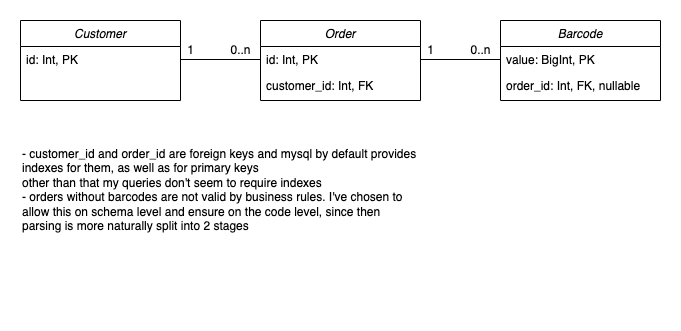 Customer
id: Int, PK
1
0..n
Order
id: Int, PK
customer_id: Int, FK
1
0..n
Barcode
value: BigInt, PK
order_id: Int, FK, nullable
- customer_id and order_id are foreign keys and mysql by default provides
indexes for them, as well as for primary keys
other than that my queries don't seem to require indexes
- orders without barcodes are not valid by business rules. I've chosen to
allow this on schema level and ensure on the code level, since then
parsing is more naturally split into 2 stages